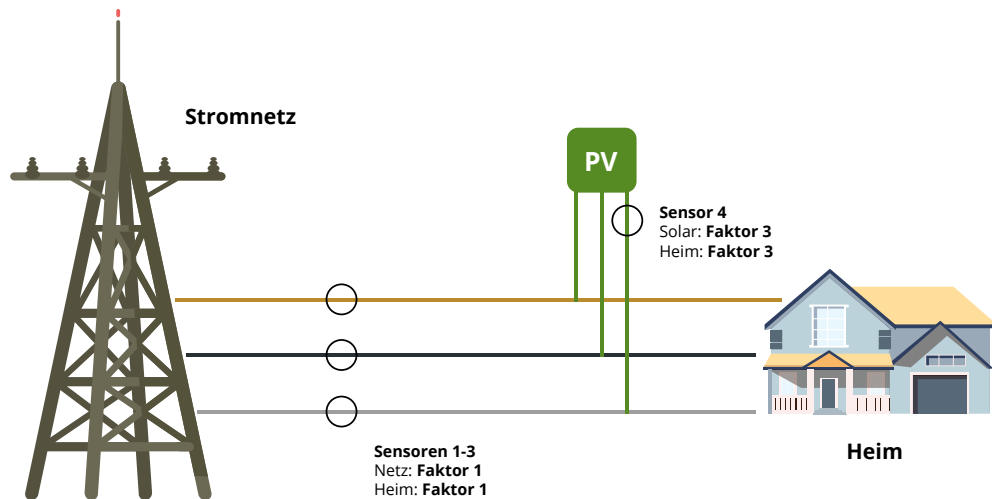 Stromnetz
PV
Sensor 4
Solar: Faktor 3
Heim: Faktor 3
Sensoren 1-3
Netz: Faktor 1
Heim: Faktor 1
Heim